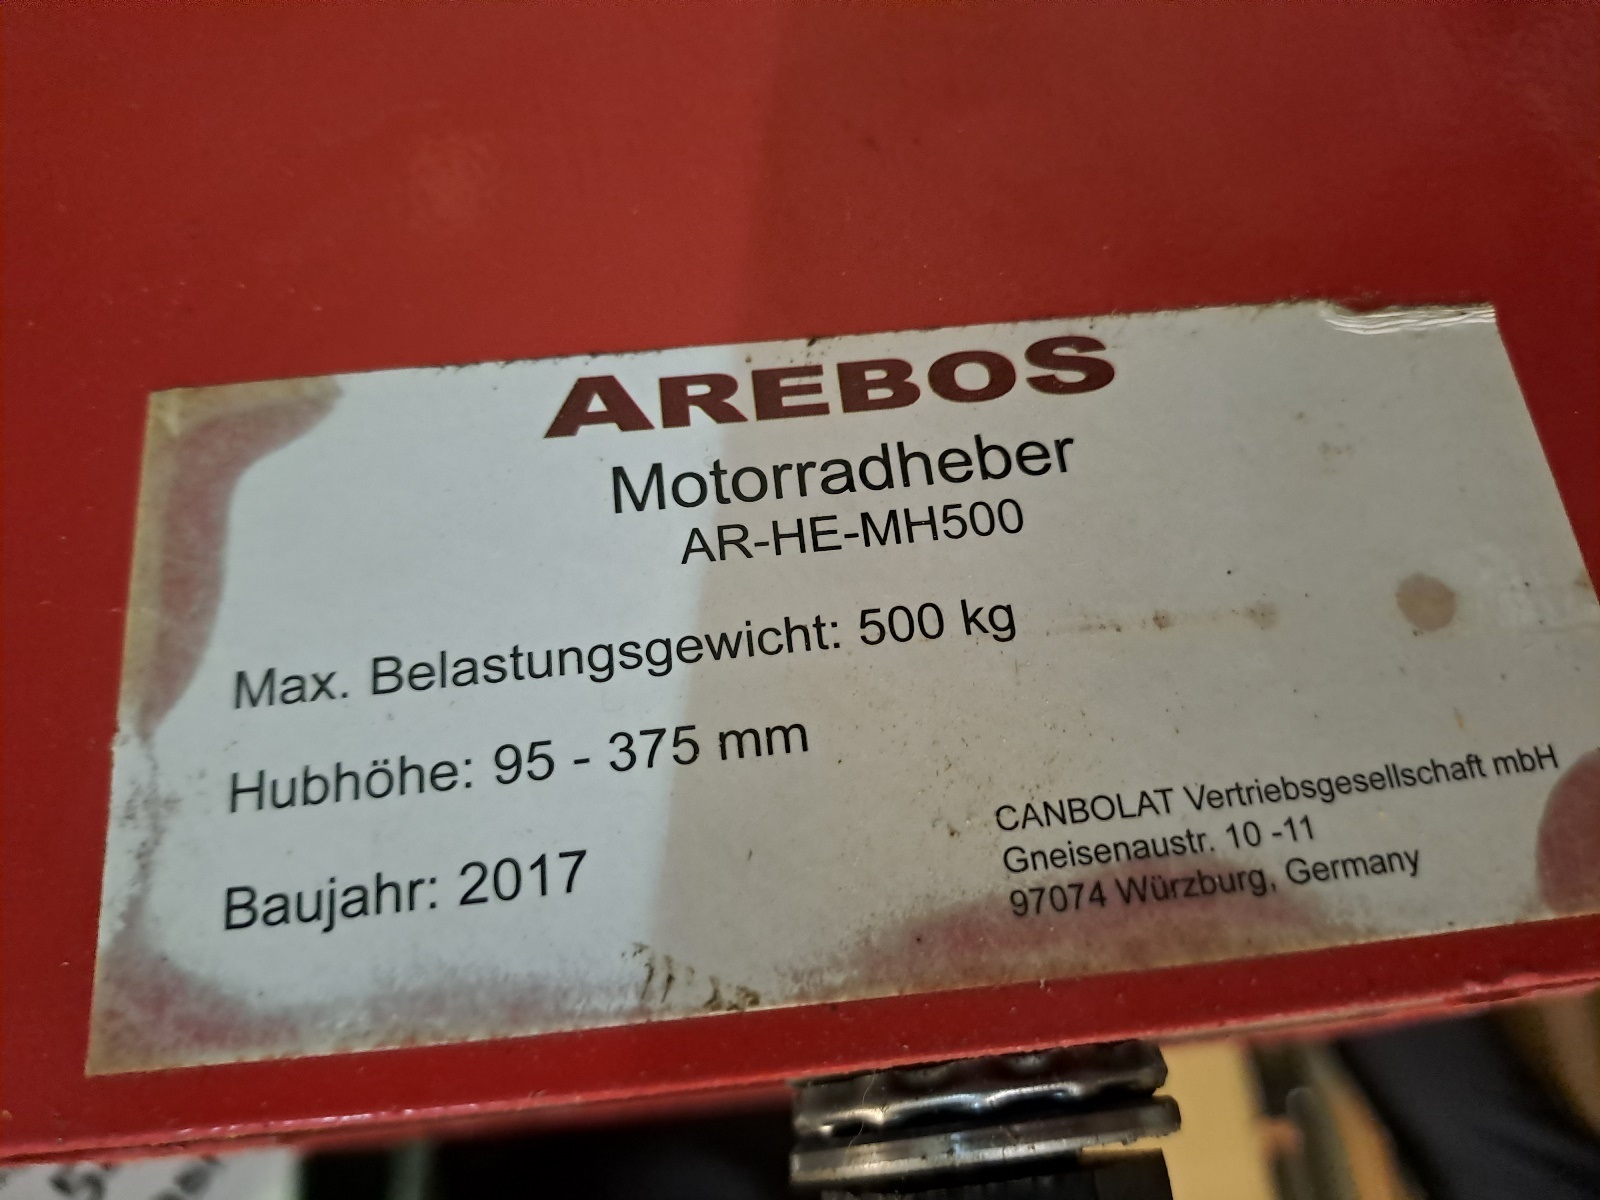 AREBOS
Motorradheber
AR-HE-MH500
Max. Belastungsgewicht: 500 kg
Hubhöhe: 95 - 375 mm
Baujahr: 2017
CANBOLAT Vertriebsgesellschaft mbH
Gneisenaustr. 10 -11
97074 Würzburg, Germany